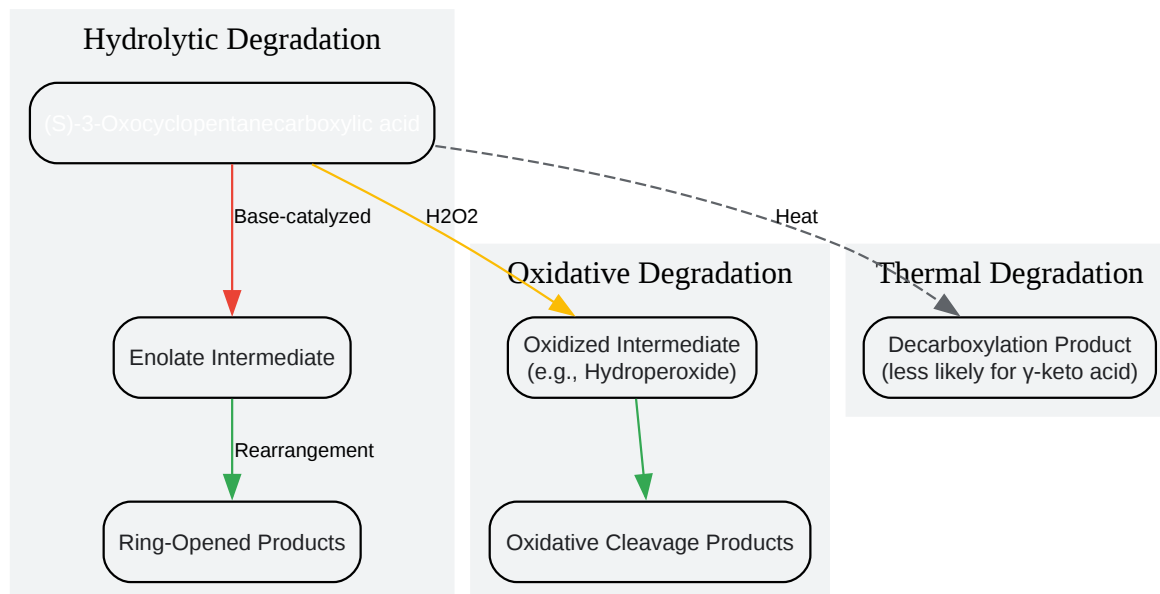 Hydrolytic Degradation
(S)-3-Oxocyclopentanecarboxylic acid
Base-catalyzed
H2O2
Heat
Oxidative Degradation
Thermal Degradation
Enolate Intermediate
Oxidized Intermediate
(e.g., Hydroperoxide)
Decarboxylation Product
(less likely for γ-keto acid)
Rearrangement
Ring-Opened Products
Oxidative Cleavage Products